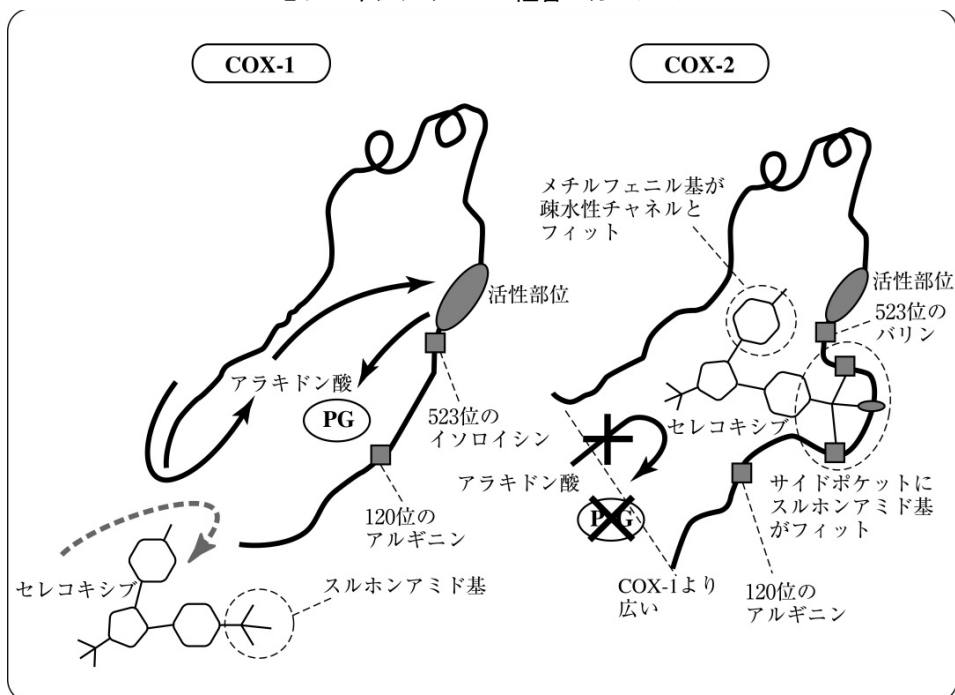 COX-1
活性部位
アラキドン酸
PG
523位の
イソロイシン
120位の
アルギニン
セレコキシブ
スルホンアミド基
COX-2
メチルフェニル基が
疎水性チャネルと
フィット
活性部位
523位の
バリン
セレコキシブ
アラキドン酸
PG
サイドポケットに
スルホンアミド基
がフィット
COX-1より
広い
120位の
アルギニン